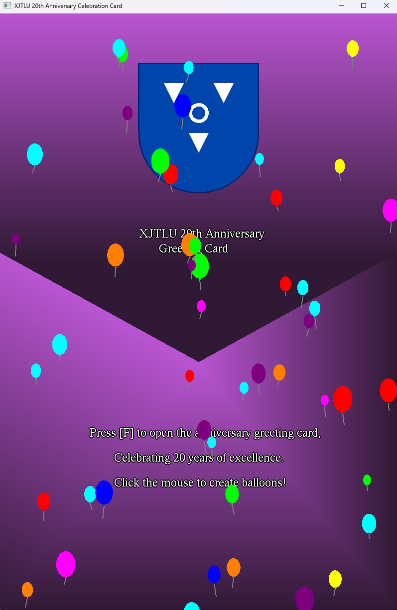 XJTLU 20th Anniversary Celebration Card
XJTLU 20th Anniversary
Greeting Card
Press [F] to open the anniversary greeting card,
Celebrating 20 years of excellence.
Click the mouse to create balloons!